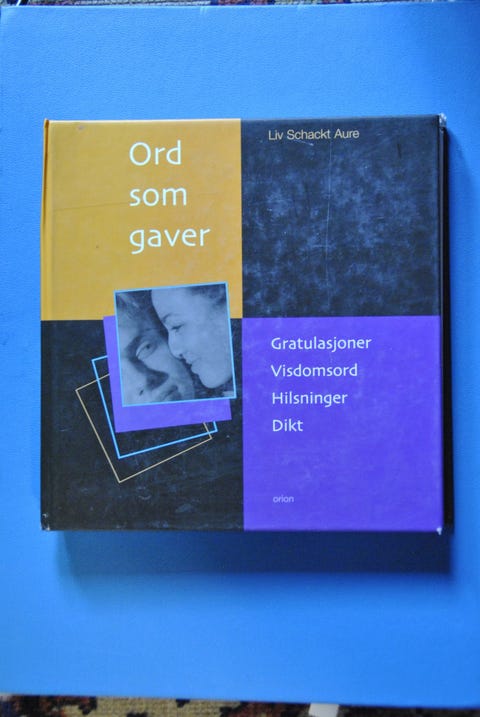 Ord
som
gaver
Liv Schackt Aure
Gratulasjoner
Visdomsord
Hilsninger
Dikt
orion